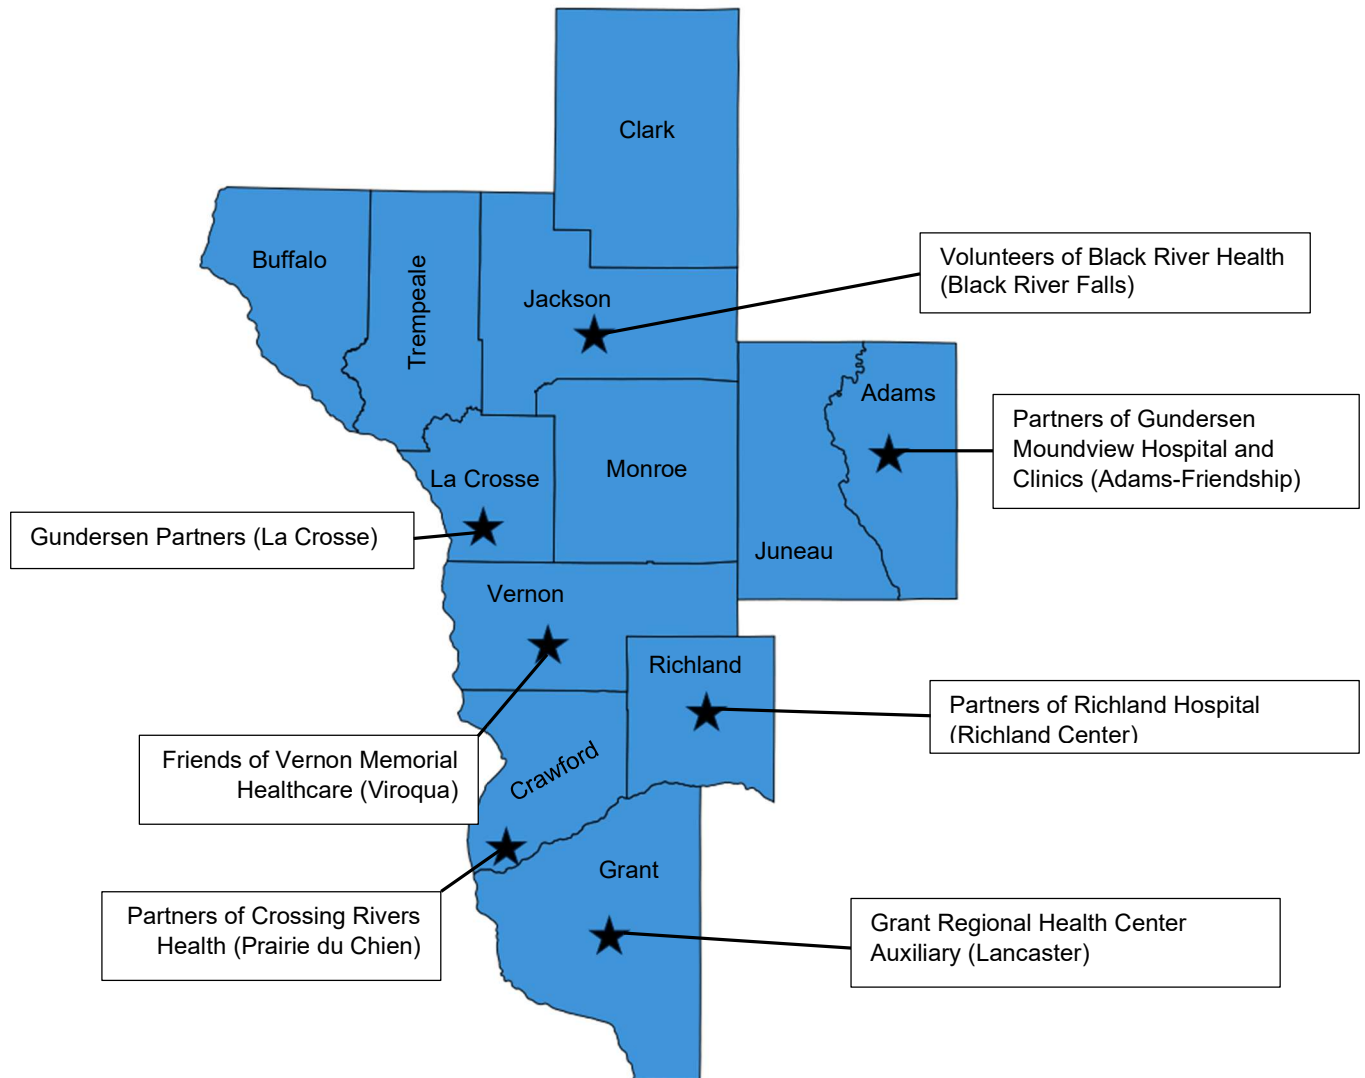 Clark
Buffalo
Trempeale
Jackson
Volunteers of Black River Health
(Black River Falls)
Adams
Partners of Gundersen
Moundview Hospital and
Clinics (Adams-Friendship)
La Crosse
Monroe
Gundersen Partners (La Crosse)
Juneau
Vernon
Richland
Partners of Richland Hospital
(Richland Center)
Friends of Vernon Memorial
Healthcare (Viroqua)
Crawford
Grant
Partners of Crossing Rivers
Health (Prairie du Chien)
Grant Regional Health Center
Auxiliary (Lancaster)